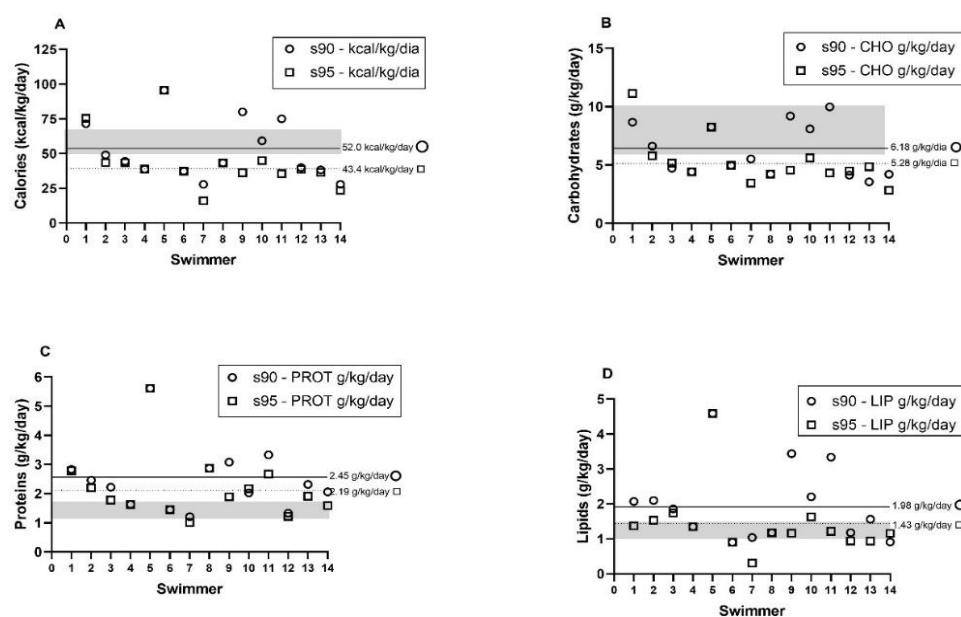 A
s90 - kcal/kg/dia
s95 - kcal/kg/dia
Calories (kcal/kg/day)
125
100
75
50
25
0
52.0 kcal/kg/day
43.4 kcal/kg/day
0 1 2 3 4 5 6 7 8 9 10 11 12 13 14
Swimmer
B
s90 - CHO g/kg/day
s95 - CHO g/kg/day
Carbohydrates (g/kg/day)
15
10
5
0
6.18 g/kg/dia
5.28 g/kg/dia
0 1 2 3 4 5 6 7 8 9 10 11 12 13 14
Swimmer
C
s90 - PROT g/kg/day
s95 - PROT g/kg/day
Proteins (g/kg/day)
6
5
4
3
2
1
0
2.45 g/kg/day
2.19 g/kg/day
0 1 2 3 4 5 6 7 8 9 10 11 12 13 14
Swimmer
D
s90 - LIP g/kg/day
s95 - LIP g/kg/day
Lipids (g/kg/day)
5
4
3
2
1
0
1.98 g/kg/day
1.43 g/kg/day
0 1 2 3 4 5 6 7 8 9 10 11 12 13 14
Swimmer